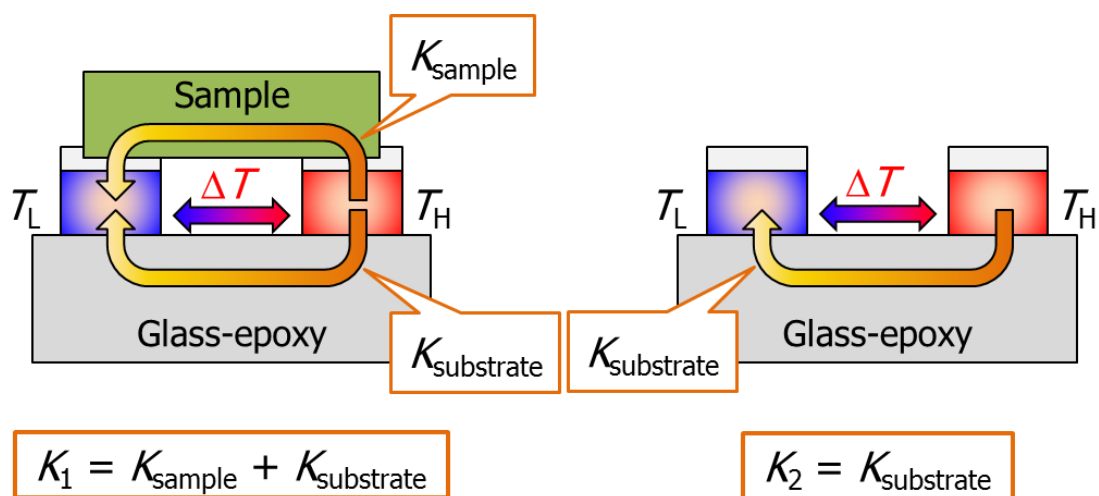 K_sample
Sample
ΔT
T_L
T_H
Glass-epoxy
K_substrate
K_1 = K_sample + K_substrate
ΔT
T_L
T_H
K_substrate
Glass-epoxy
K_2 = K_substrate